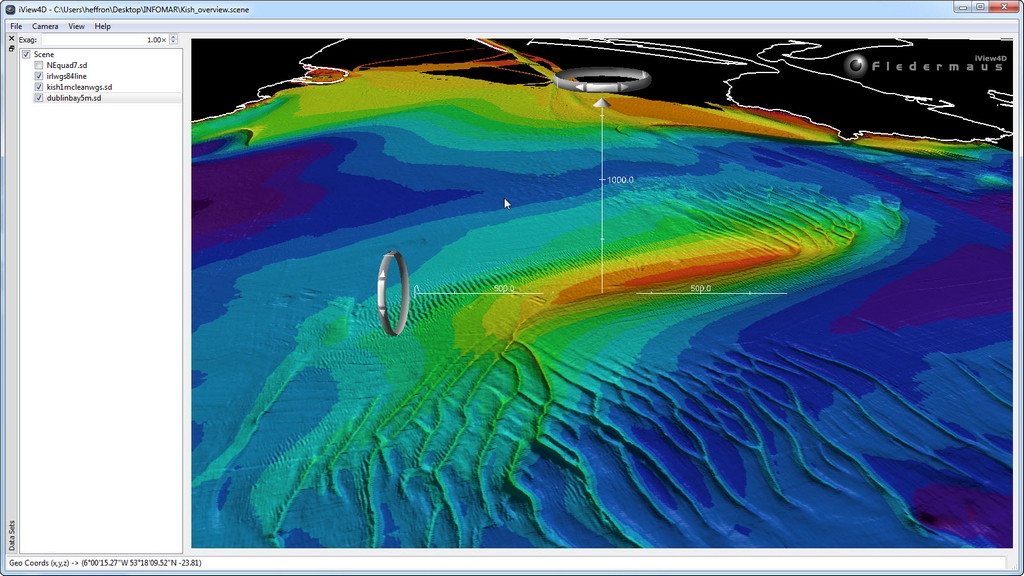 iView4D - C:\Users\heffron\Desktop\INFOMAR\Kish_overview.scene
File Camera View Help
Exag: 1.00×
Scene
NEquad7.sd
irlwgs84line
kish1mcleanwgs.sd
dublinbay5m.sd
iView4D
Fledermaus
1000.0
0 500.0 500.0
Data Sets
Geo Coords (x,y,z) -> (6°00'15.27"W 53°18'09.52"N -23.81)